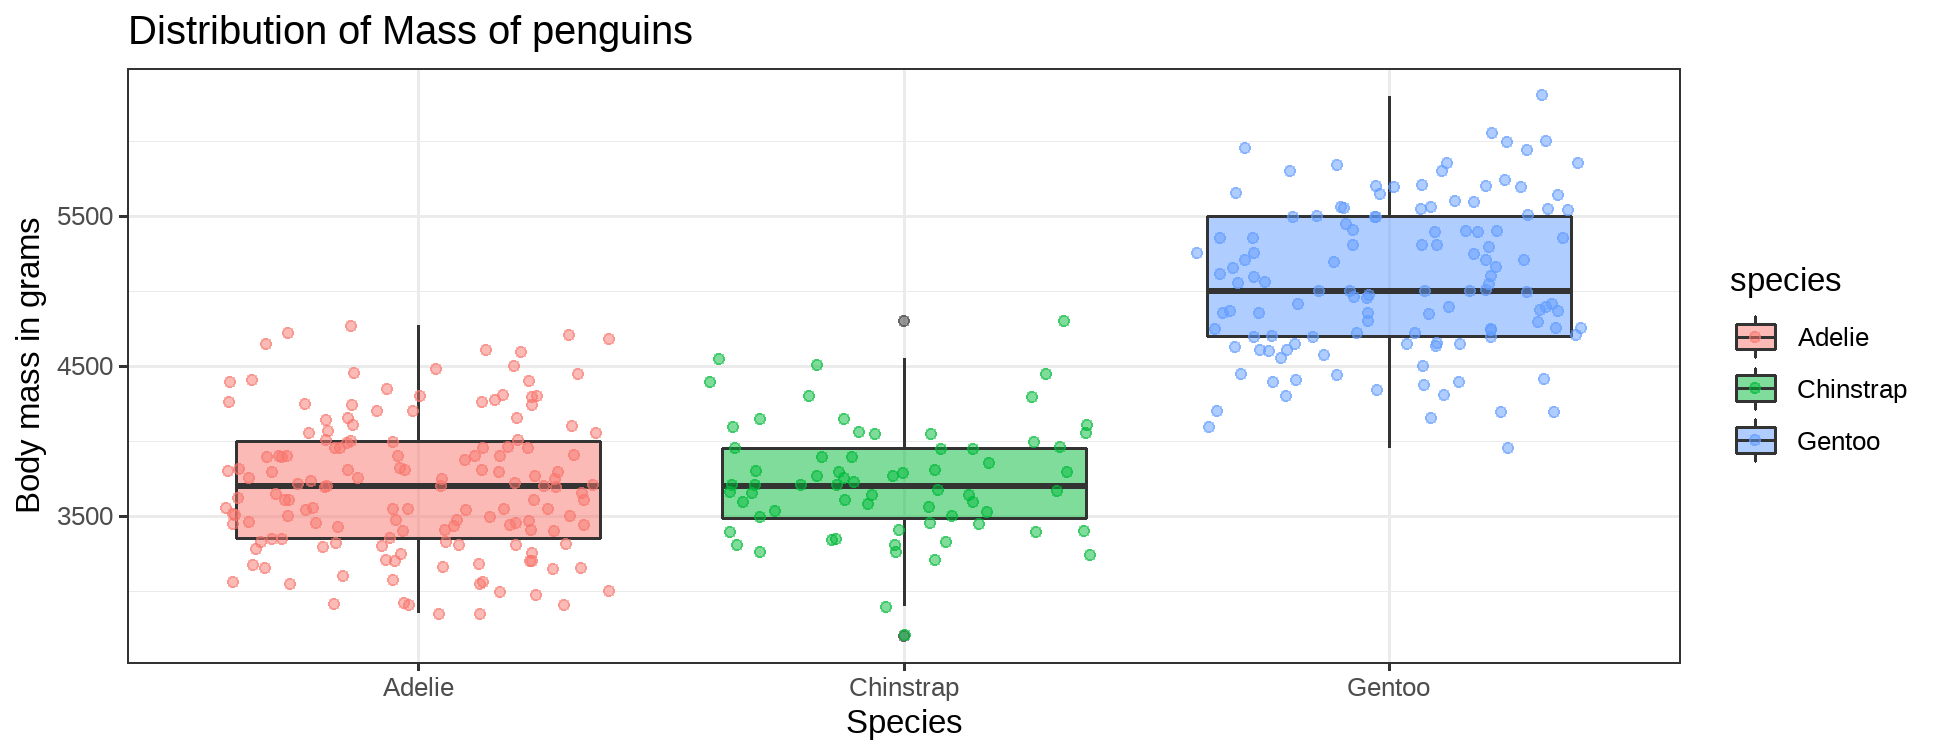 Distribution of Mass of penguins
Body mass in grams
5500
4500
3500
Adelie
Chinstrap
Gentoo
Species
species
Adelie
Chinstrap
Gentoo